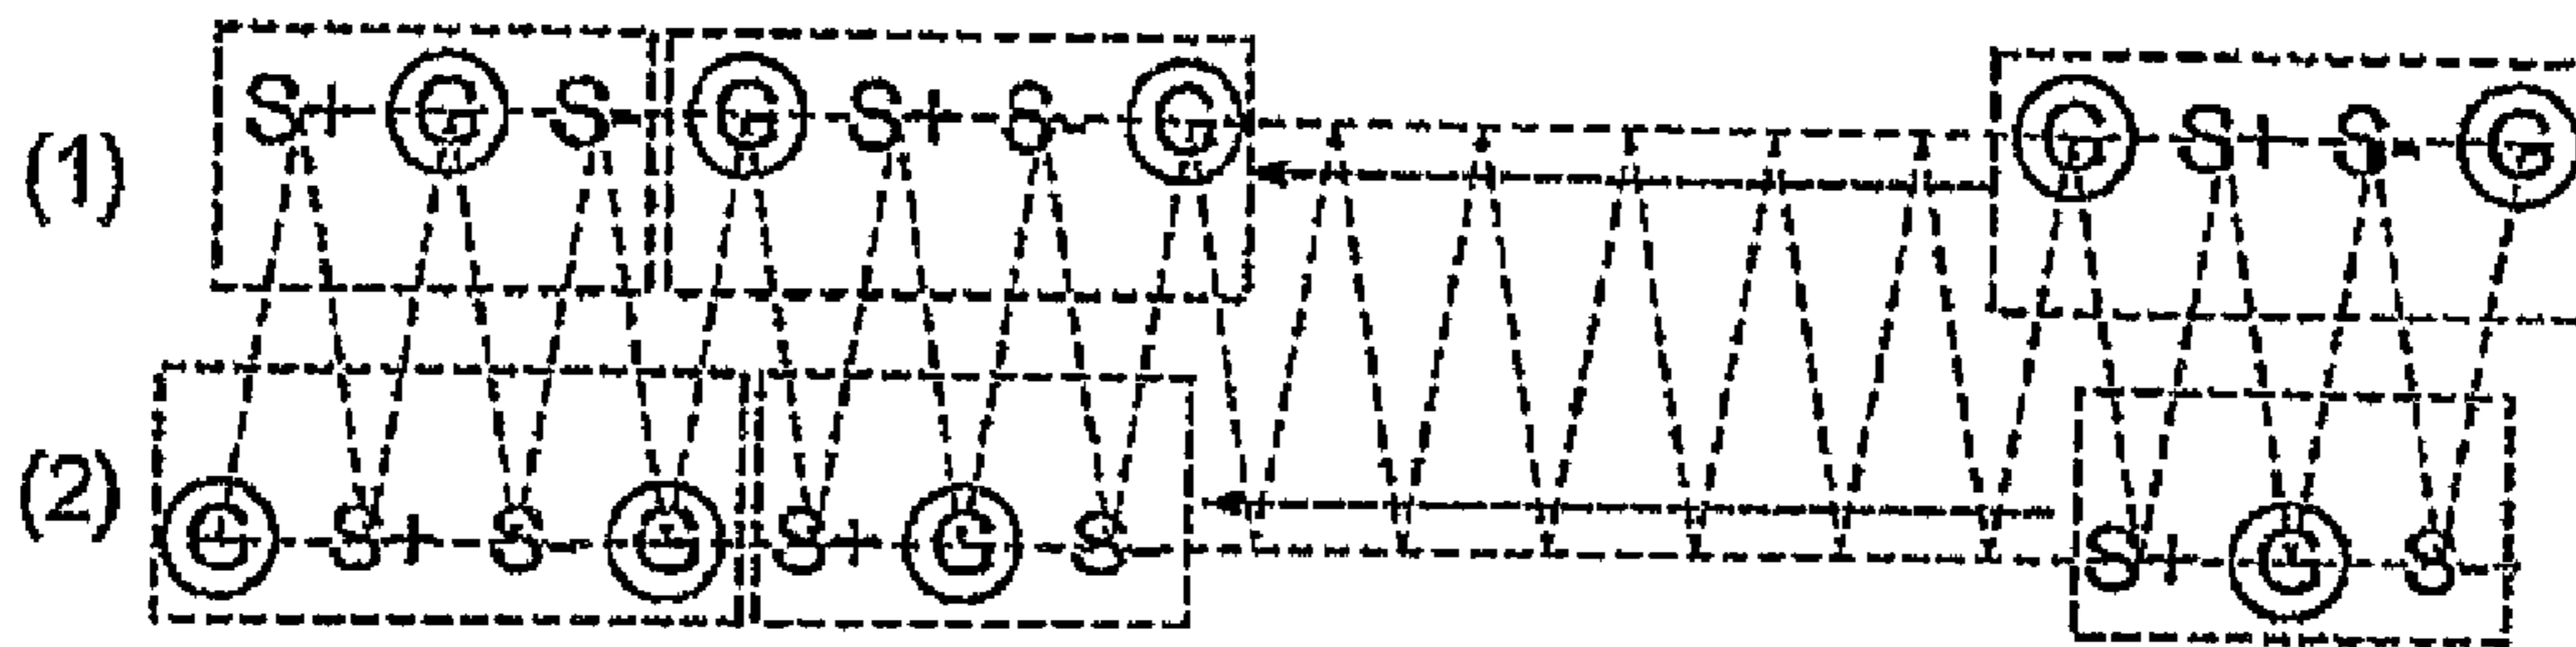 (1) S+ G S- G S+ S- G G S+ S- G
(2) G S+ S- G S+ G S- S+ G S-